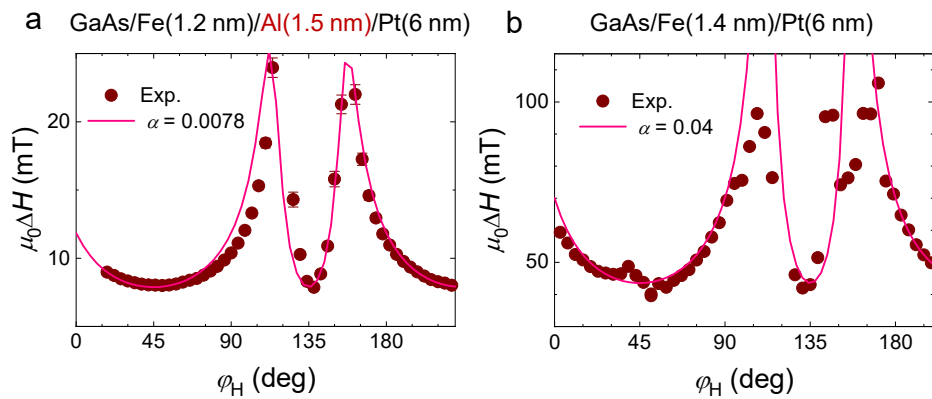 a GaAs/Fe(1.2 nm)/Al(1.5 nm)/Pt(6 nm)
μ₀ΔH (mT)
20
10
Exp.
α = 0.0078
0 45 90 135 180
φH (deg)
b GaAs/Fe(1.4 nm)/Pt(6 nm)
μ₀ΔH (mT)
100
50
Exp.
α = 0.04
0 45 90 135 180
φH (deg)